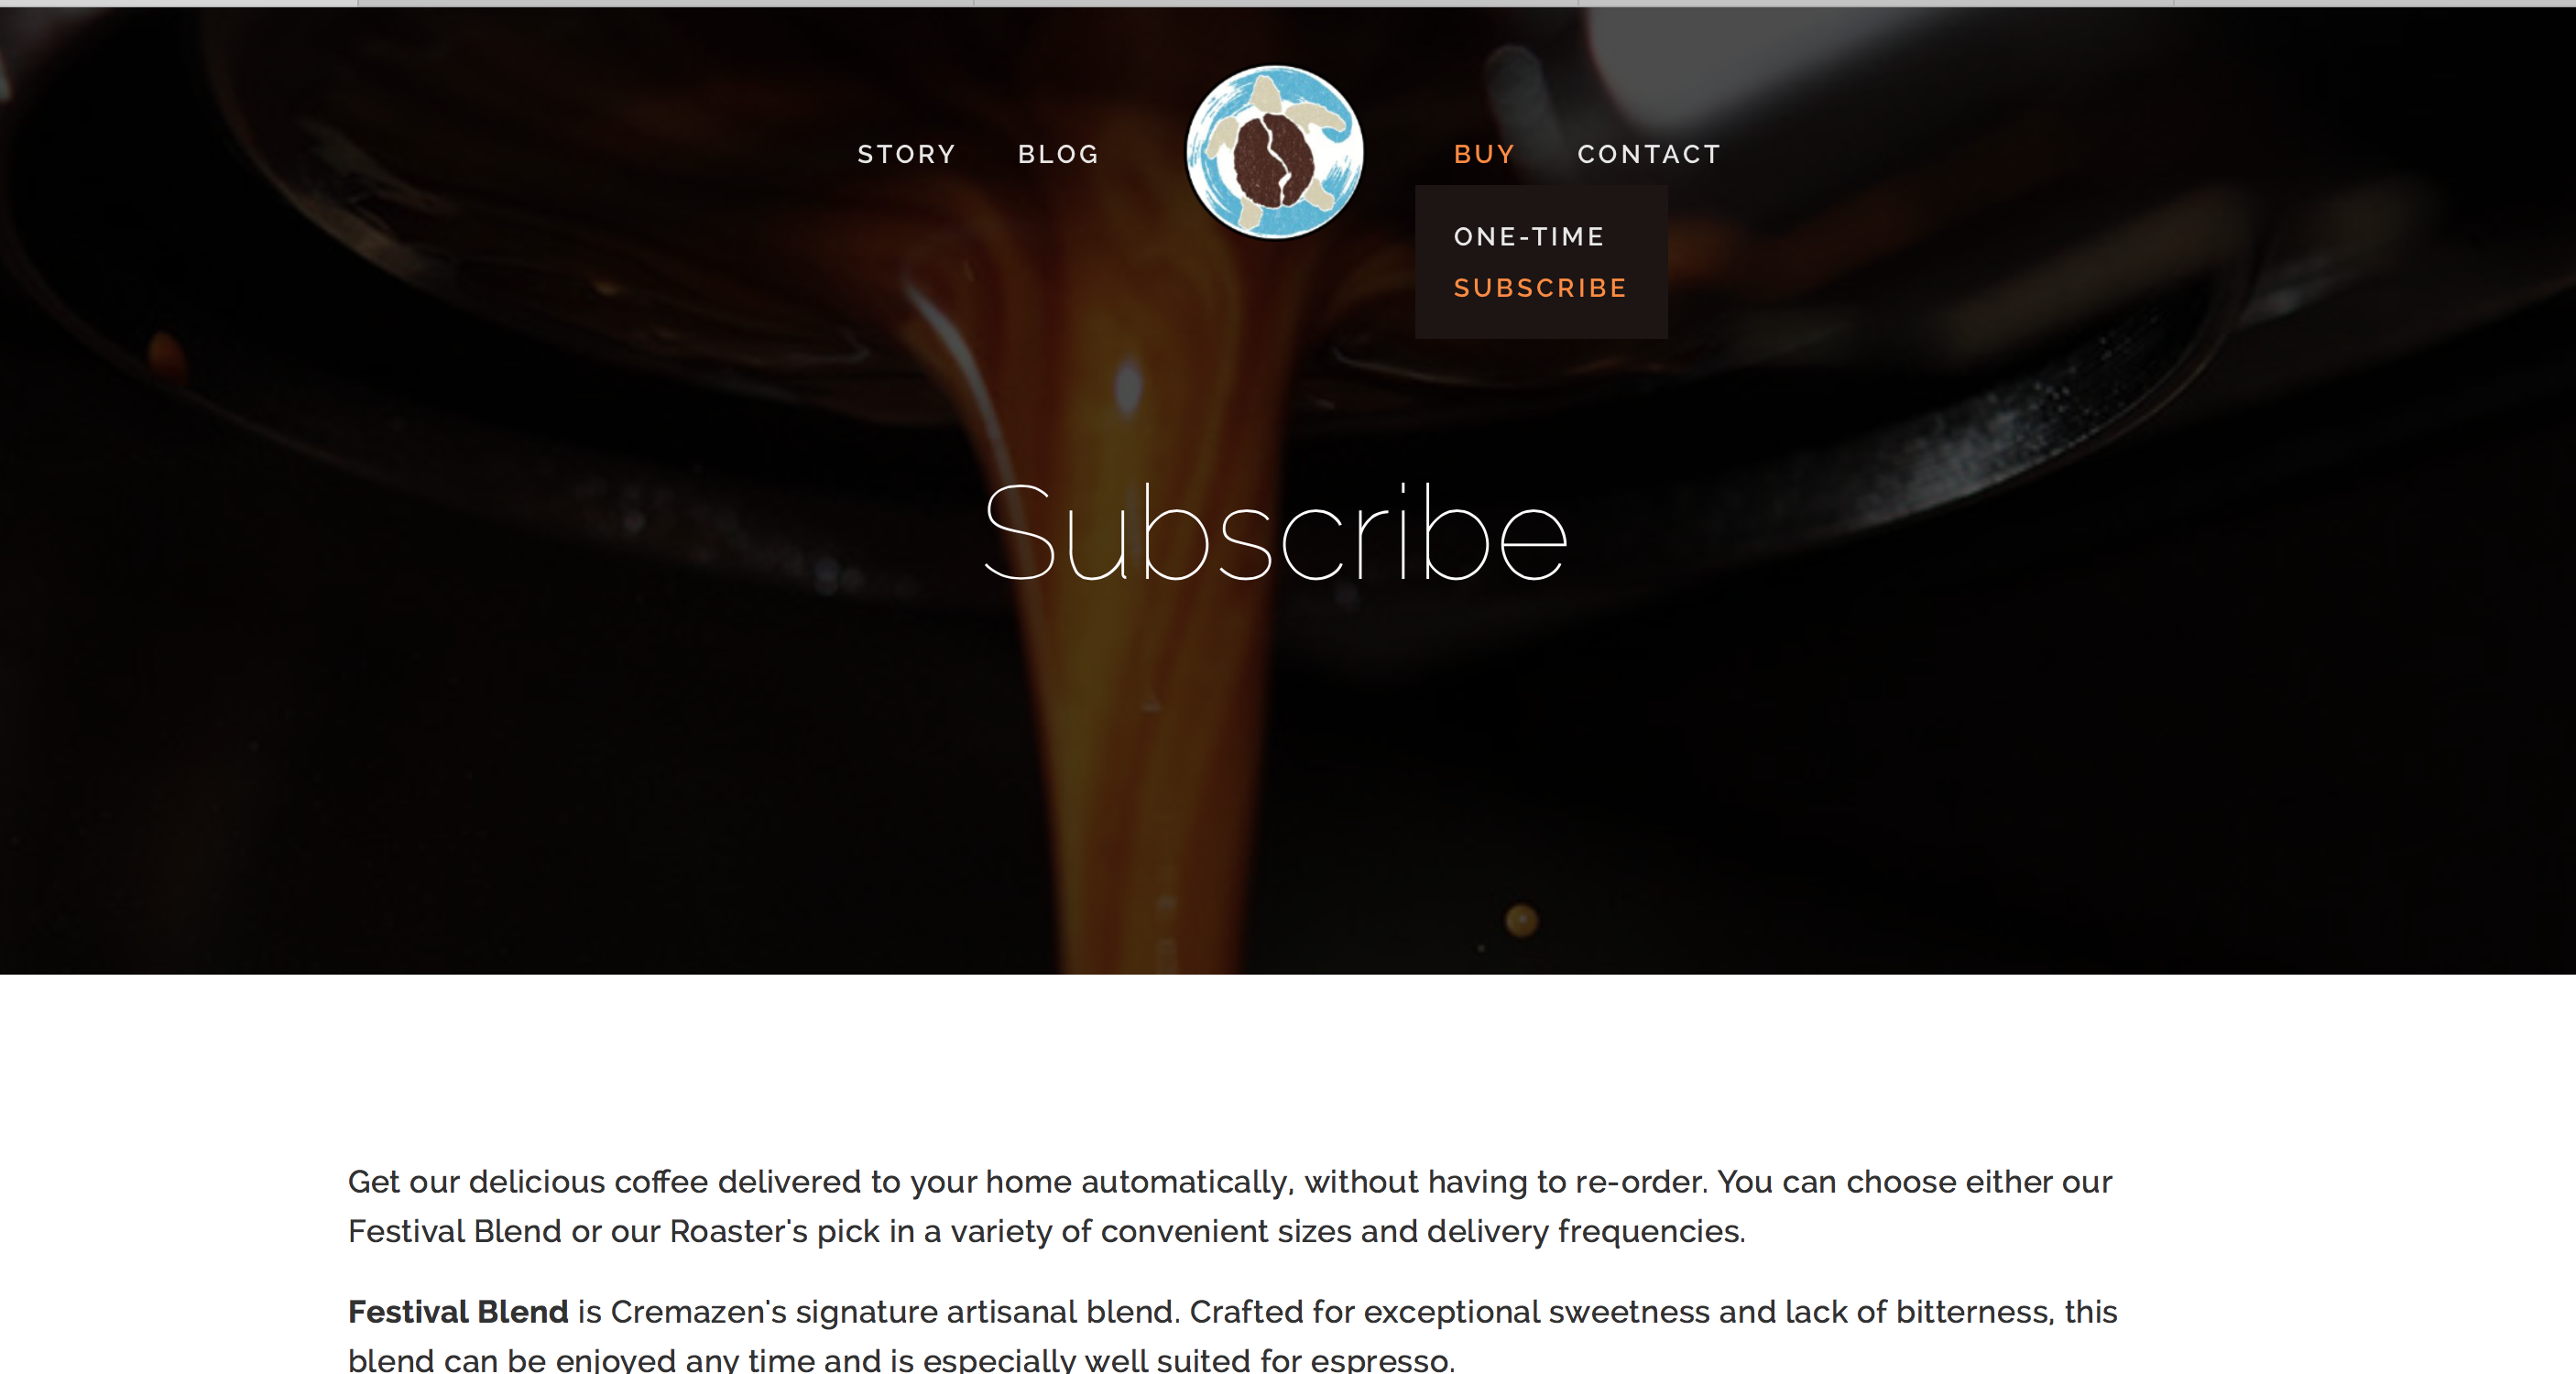 STORY BLOG BUY CONTACT
ONE-TIME
SUBSCRIBE
Subscribe
Get our delicious coffee delivered to your home automatically, without having to re-order. You can choose either our
Festival Blend or our Roaster's pick in a variety of convenient sizes and delivery frequencies.
Festival Blend is Cremazen's signature artisanal blend. Crafted for exceptional sweetness and lack of bitterness, this
blend can be enjoyed any time and is especially well suited for espresso.